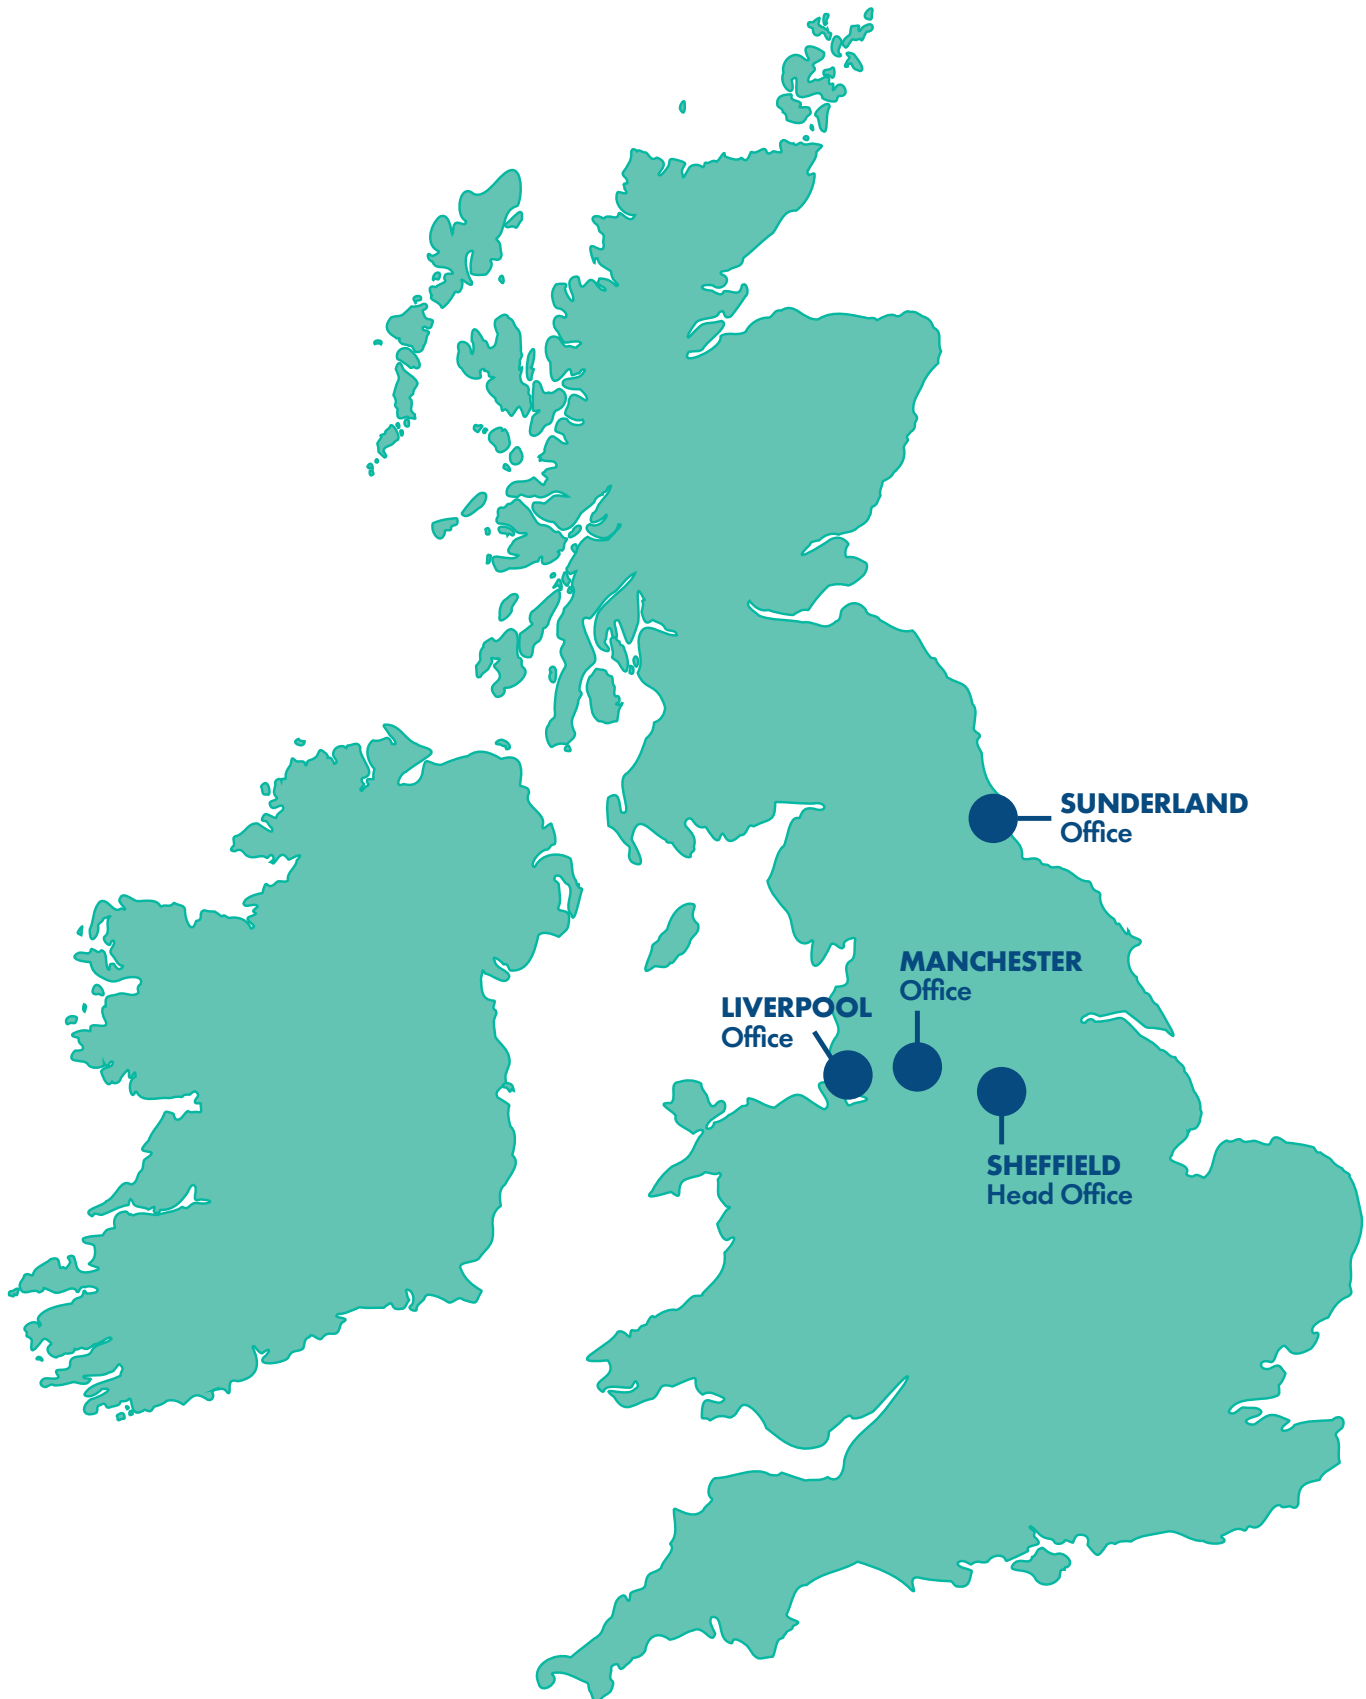 SUNDERLAND
Office
MANCHESTER
Office
LIVERPOOL
Office
SHEFFIELD
Head Office